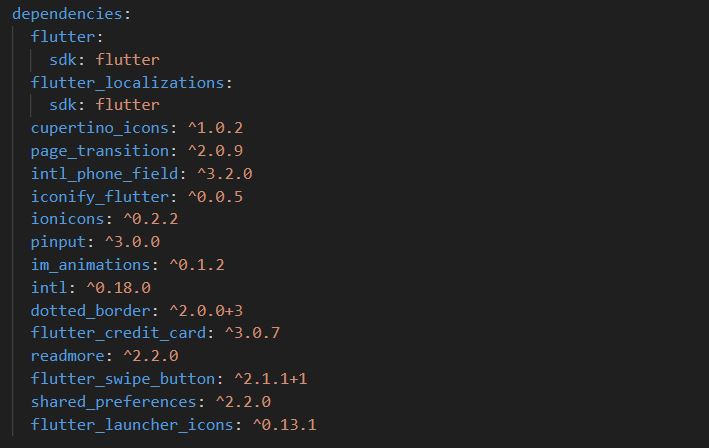 dependencies:
flutter:
sdk: flutter
flutter_localizations:
sdk: flutter
cupertino_icons: ^1.0.2
page_transition: ^2.0.9
intl_phone_field: ^3.2.0
iconify_flutter: ^0.0.5
ionicons: ^0.2.2
pinput: ^3.0.0
im_animations: ^0.1.2
intl: ^0.18.0
dotted_border: ^2.0.0+3
flutter_credit_card: ^3.0.7
readmore: ^2.2.0
flutter_swipe_button: ^2.1.1+1
shared_preferences: ^2.2.0
flutter_launcher_icons: ^0.13.1